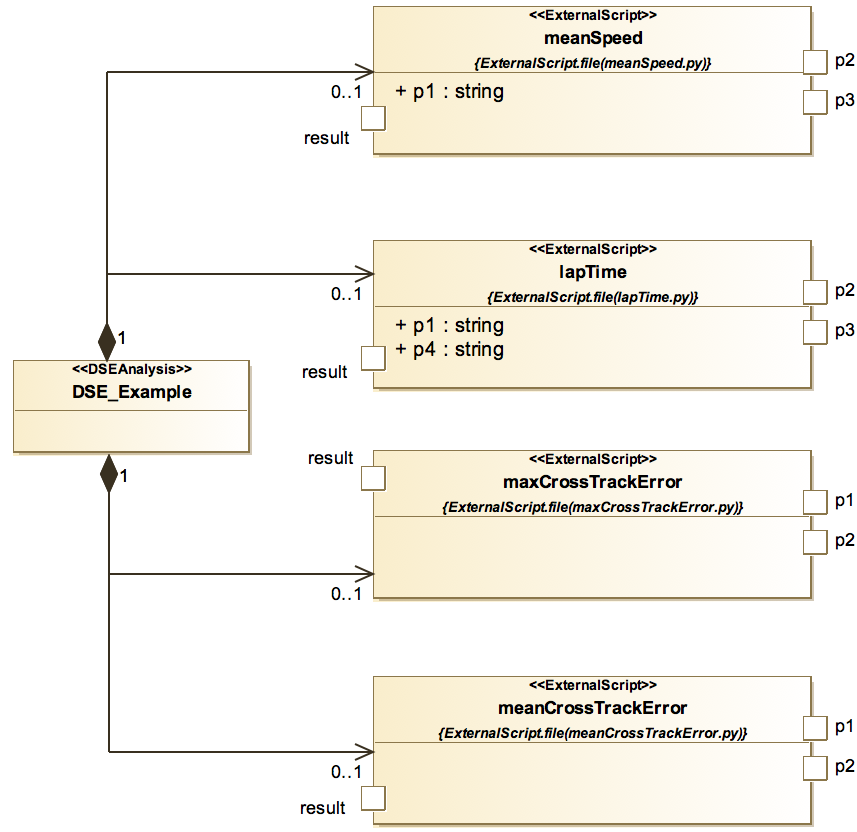 <<ExternalScript>>
meanSpeed
{ExternalScript.file(meanSpeed.py)}
+ p1 : string
p2
p3
0..1
result
<<ExternalScript>>
lapTime
{ExternalScript.file(lapTime.py)}
+ p1 : string
+ p4 : string
p2
p3
0..1
result
1
<<DSEAnalysis>>
DSE_Example
1
<<ExternalScript>>
maxCrossTrackError
{ExternalScript.file(maxCrossTrackError.py)}
result
p1
p2
0..1
<<ExternalScript>>
meanCrossTrackError
{ExternalScript.file(meanCrossTrackError.py)}
p1
p2
0..1
result